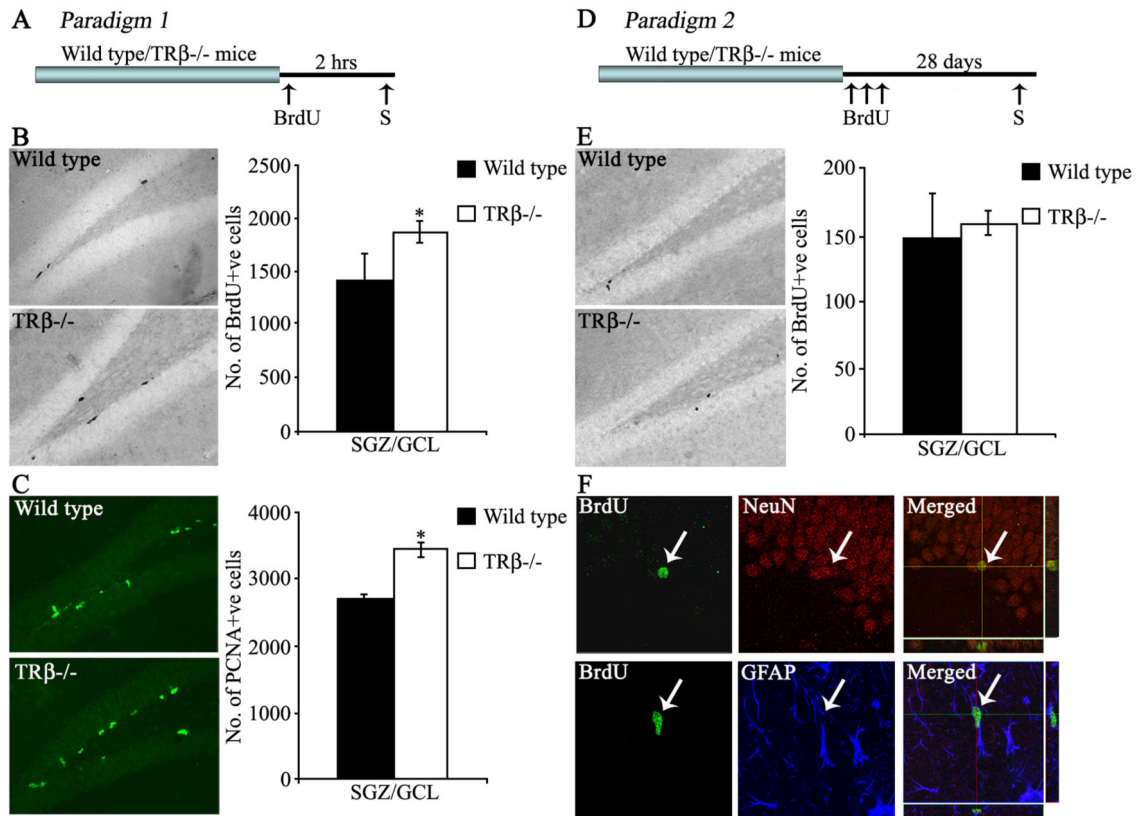 A
Paradigm 1
Wild type/TRβ-/- mice
2 hrs
BrdU
S
B
Wild type
TRβ-/-
No. of BrdU+ve cells
2500
2000
1500
1000
500
0
SGZ/GCL
*
Wild type
TRβ-/-
C
Wild type
TRβ-/-
No. of PCNA+ve cells
4000
3000
2000
1000
0
SGZ/GCL
*
Wild type
TRβ-/-
D
Paradigm 2
Wild type/TRβ-/- mice
28 days
BrdU
S
E
Wild type
TRβ-/-
No. of BrdU+ve cells
200
150
100
50
0
SGZ/GCL
Wild type
TRβ-/-
F
BrdU
NeuN
Merged
BrdU
GFAP
Merged